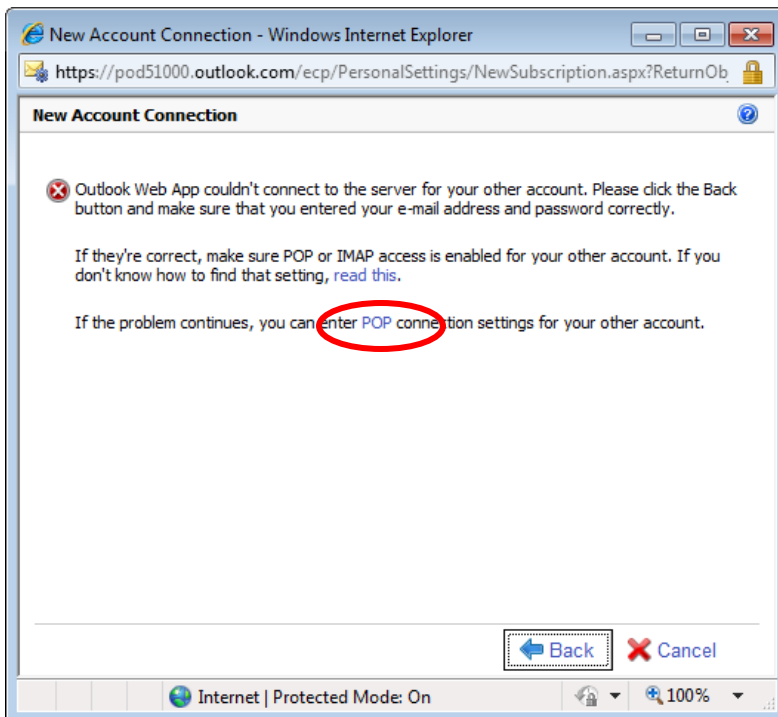 New Account Connection - Windows Internet Explorer
https://pod51000.outlook.com/ecp/PersonalSettings/NewSubscription.aspx?ReturnOb
New Account Connection
Outlook Web App couldn't connect to the server for your other account. Please click the Back
button and make sure that you entered your e-mail address and password correctly.
If they're correct, make sure POP or IMAP access is enabled for your other account. If you
don't know how to find that setting, read this.
If the problem continues, you can enter POP connection settings for your other account.
Back Cancel
Internet | Protected Mode: On 100%